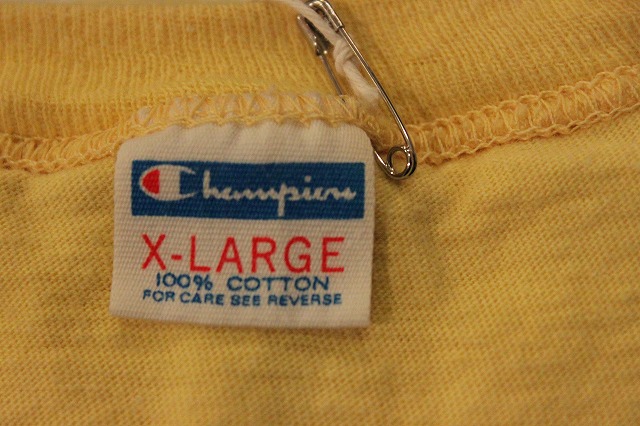 Champion
X-LARGE
100% COTTON
FOR CARE SEE REVERSE